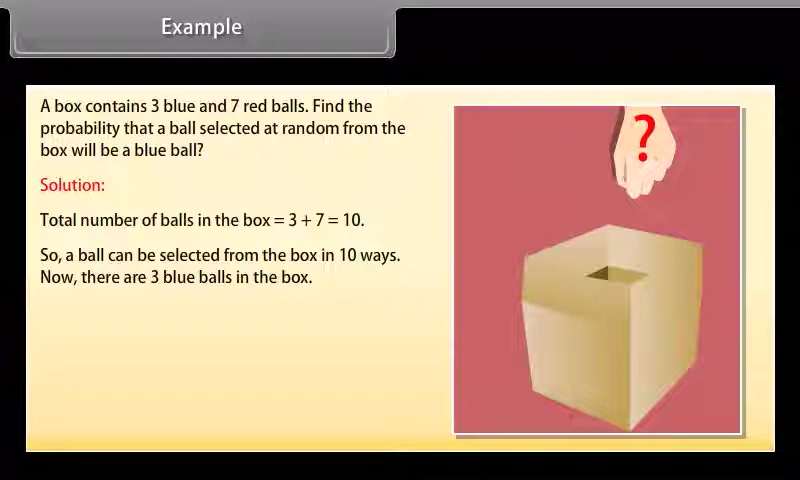 Example
A box contains 3 blue and 7 red balls. Find the
probability that a ball selected at random from the
box will be a blue ball?
Solution:
Total number of balls in the box = 3 + 7 = 10.
So, a ball can be selected from the box in 10 ways.
Now, there are 3 blue balls in the box.
?